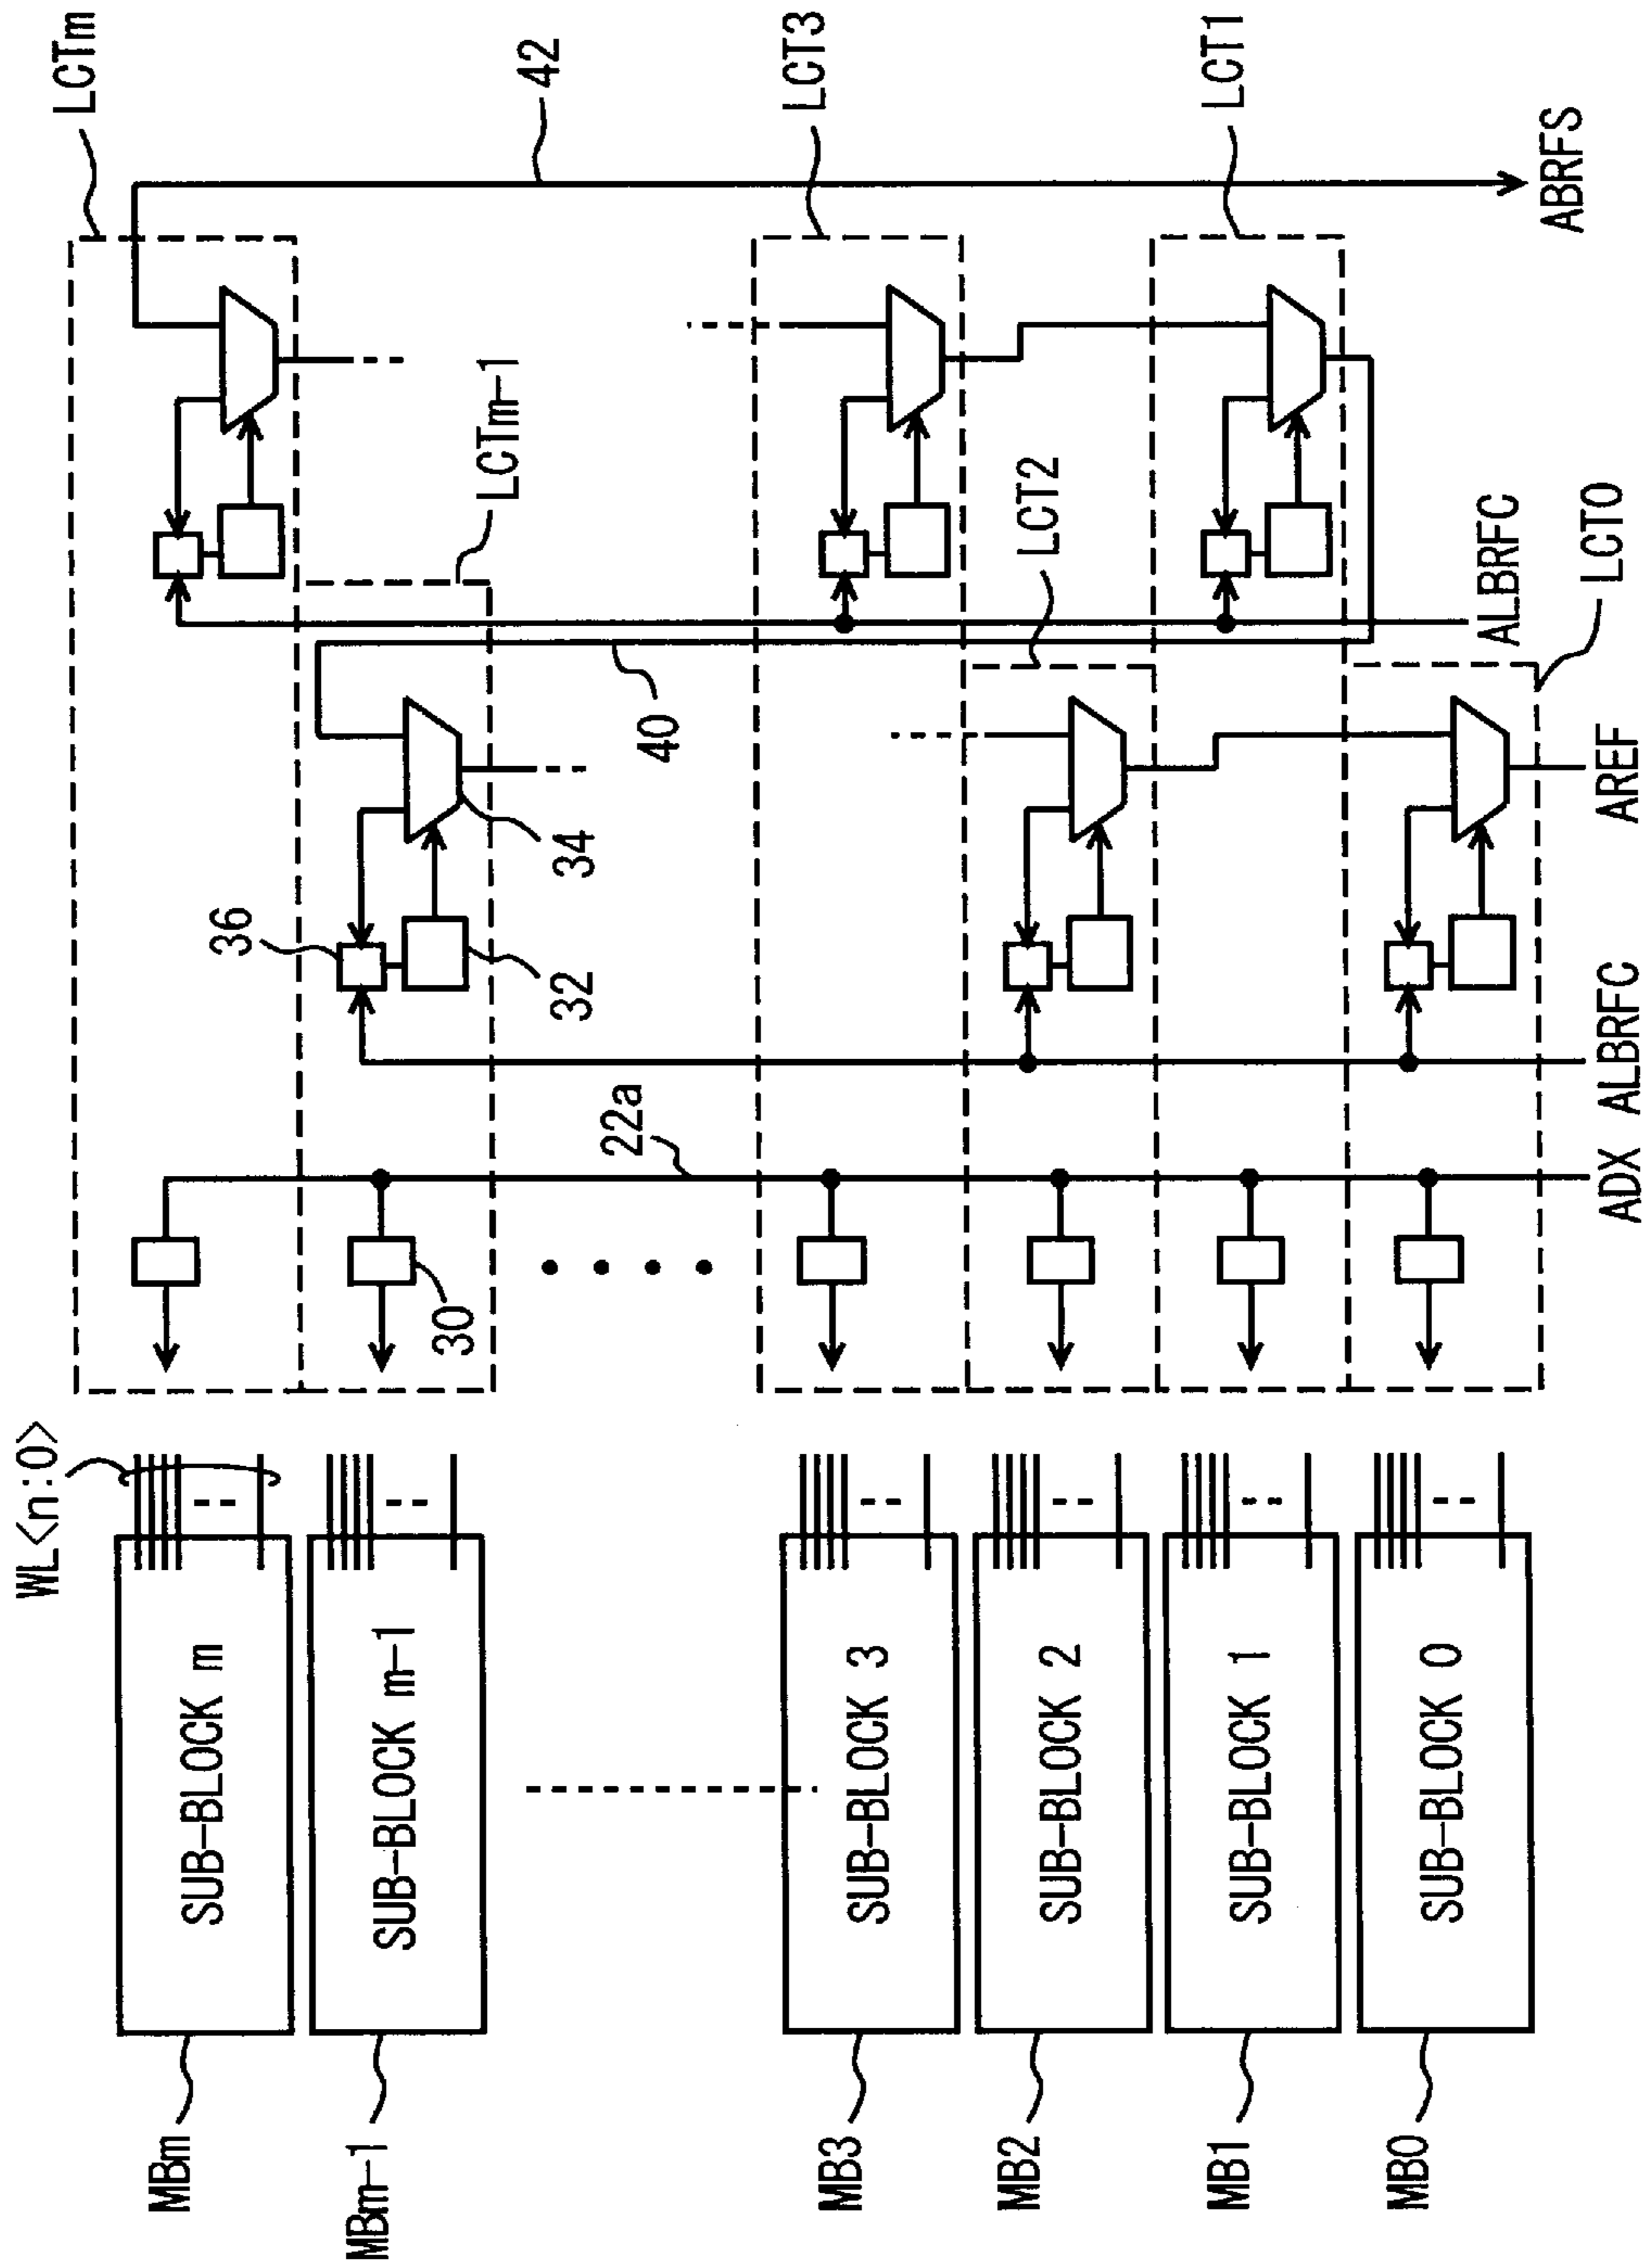 MBm
MBm-1
MB3
MB2
MB1
MB0
SUB-BLOCK m
SUB-BLOCK m-1
SUB-BLOCK 3
SUB-BLOCK 2
SUB-BLOCK 1
SUB-BLOCK 0
WL<n:0>
30
22a
ADX
ALBRFC
36
32
34
40
AREF
LCTm-1
LCT2
LCT0
ALBRFC
LCTm
42
LCT3
LCT1
ABRFS